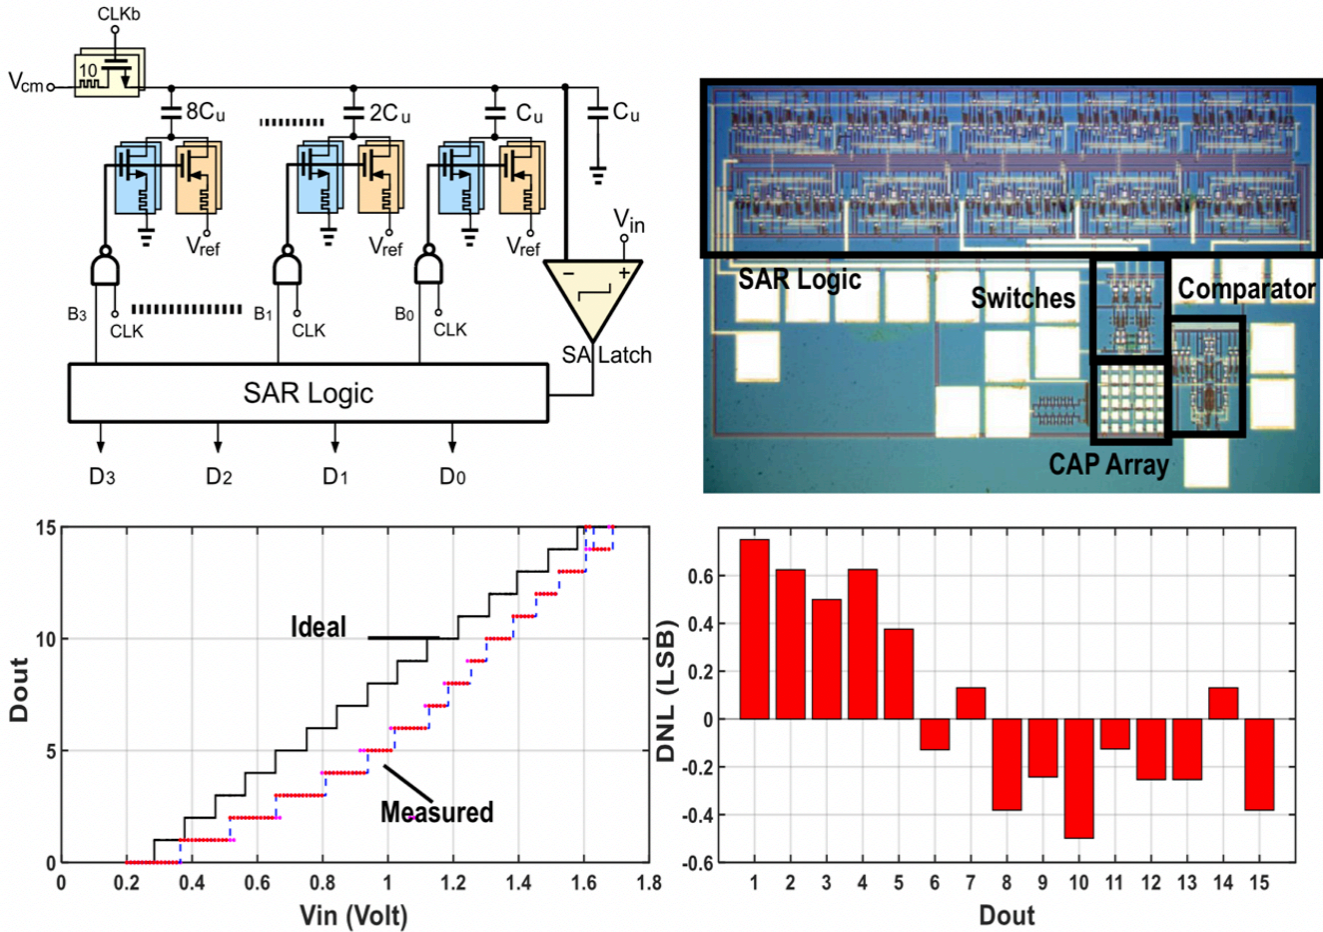 CLKb
10
Vcm
8Cu
2Cu
Cu
Cu
Vref
Vref
Vref
Vin
B3
CLK
B1
CLK
B0
CLK
− +
SA Latch
SAR Logic
D3 D2 D1 D0
SAR Logic
Switches
Comparator
CAP Array
15
10
5
0
Dout
Ideal
Measured
0 0.2 0.4 0.6 0.8 1 1.2 1.4 1.6 1.8
Vin (Volt)
0.6
0.4
0.2
0
-0.2
-0.4
-0.6
DNL (LSB)
1 2 3 4 5 6 7 8 9 10 11 12 13 14 15
Dout